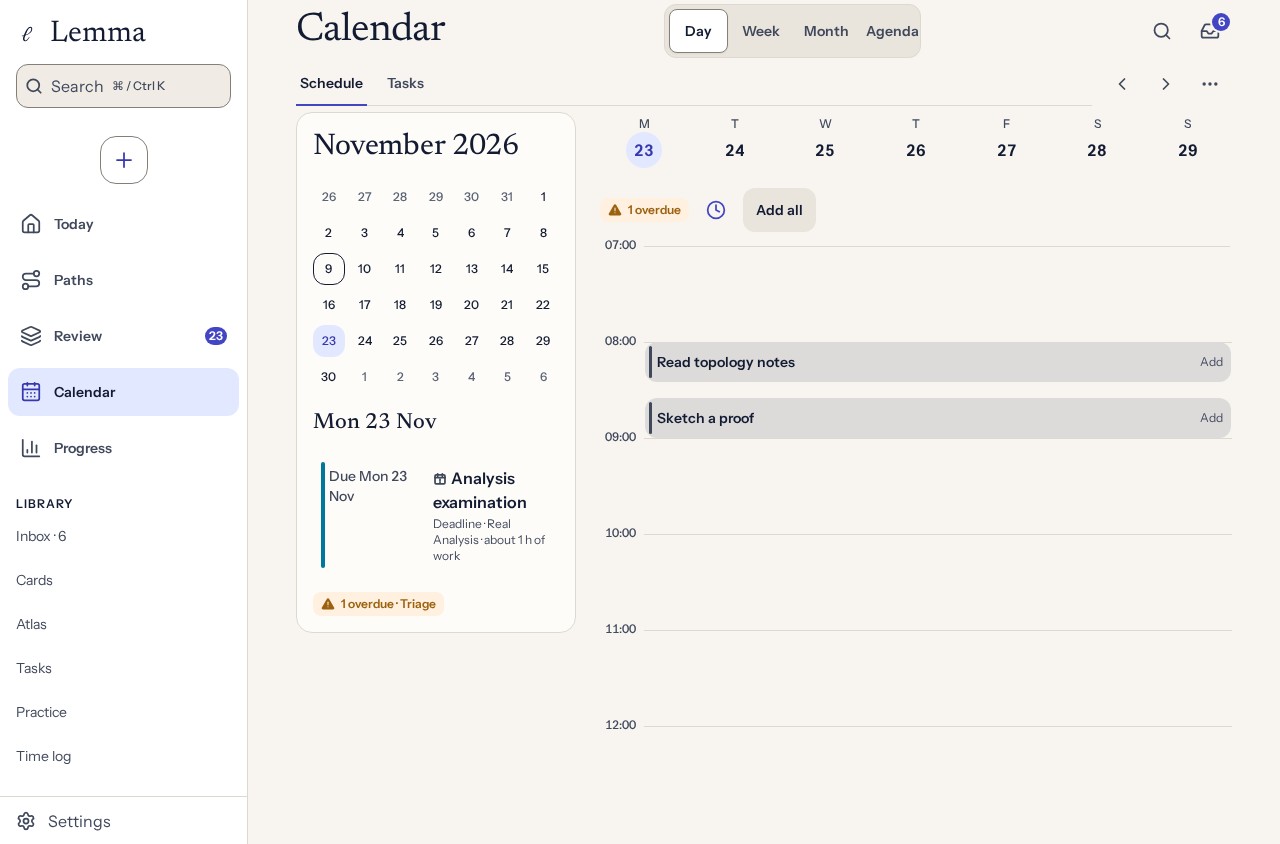 ℓ Lemma
Search ⌘ / Ctrl K
Today
Paths
Review 23
Calendar
Progress
LIBRARY
Inbox · 6
Cards
Atlas
Tasks
Practice
Time log
Settings
Calendar
Day Week Month Agenda
6
Schedule Tasks
November 2026
26 27 28 29 30 31 1
2 3 4 5 6 7 8
9 10 11 12 13 14 15
16 17 18 19 20 21 22
23 24 25 26 27 28 29
30 1 2 3 4 5 6
Mon 23 Nov
Due Mon 23
Nov
Analysis
examination
Deadline · Real
Analysis · about 1 h of
work
1 overdue · Triage
M T W T F S S
23 24 25 26 27 28 29
1 overdue Add all
07:00
08:00
Read topology notes Add
Sketch a proof Add
09:00
10:00
11:00
12:00